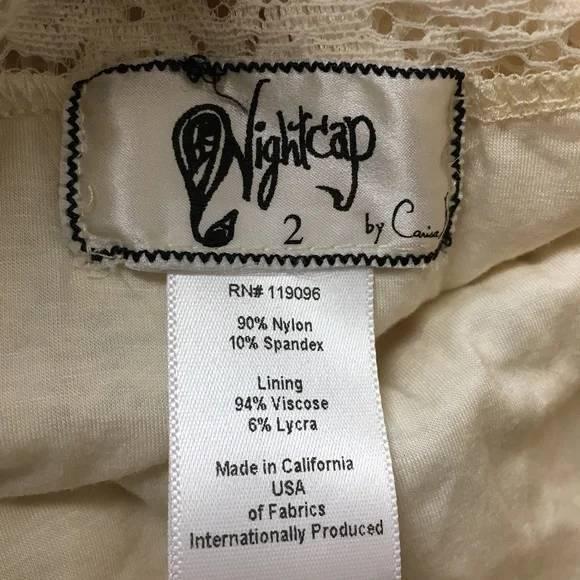 Nightcap
2
by Carisa
RN# 119096
90% Nylon
10% Spandex
Lining
94% Viscose
6% Lycra
Made in California
USA
of Fabrics
Internationally Produced